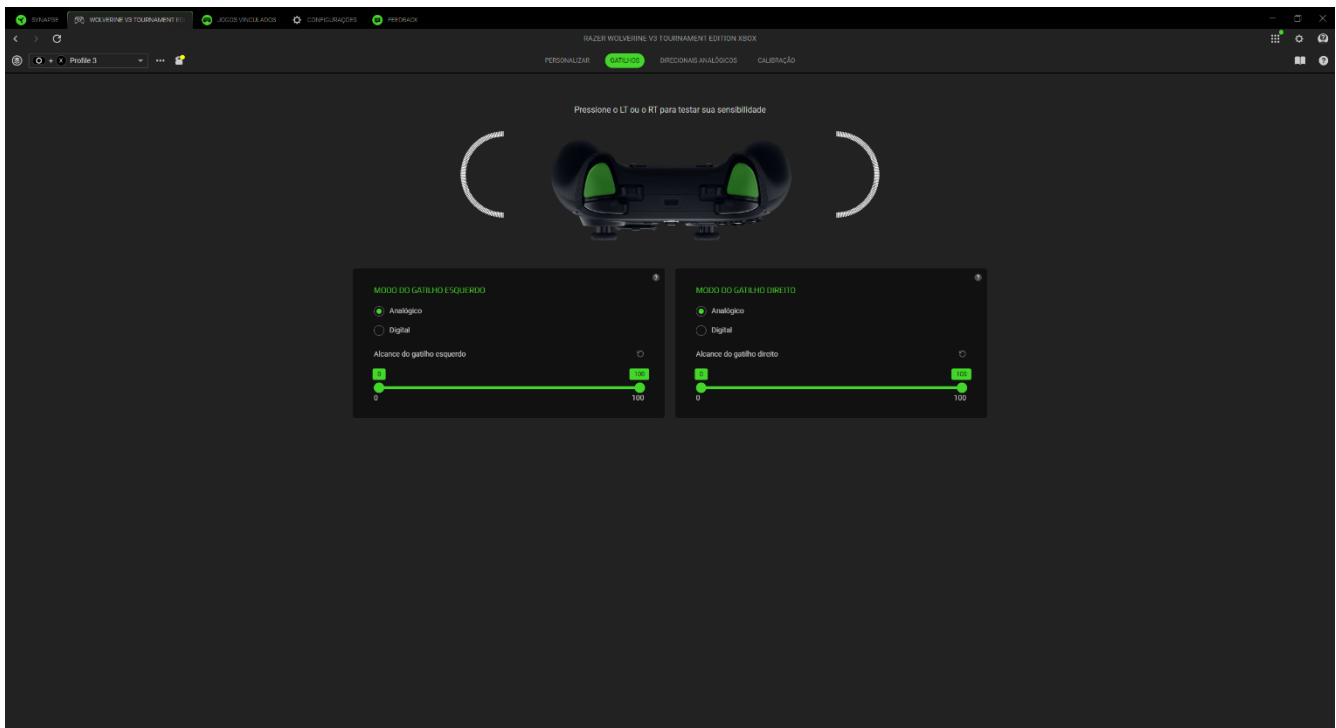 SYNAPSE WOLVERINE V3 TOURNAMENT EDI JOGOS VINCULADOS CONFIGURAÇÕES FEEDBACK
RAZER WOLVERINE V3 TOURNAMENT EDITION XBOX
O + X Profile 3 PERSONALIZAR GATILHOS DIRECIONAIS ANALÓGICOS CALIBRAÇÃO
Pressione o LT ou o RT para testar sua sensibilidade
MODO DO GATILHO ESQUERDO
Analógico
Digital
Alcance do gatilho esquerdo
0 100
0 100
MODO DO GATILHO DIREITO
Analógico
Digital
Alcance do gatilho direito
0 100
0 100